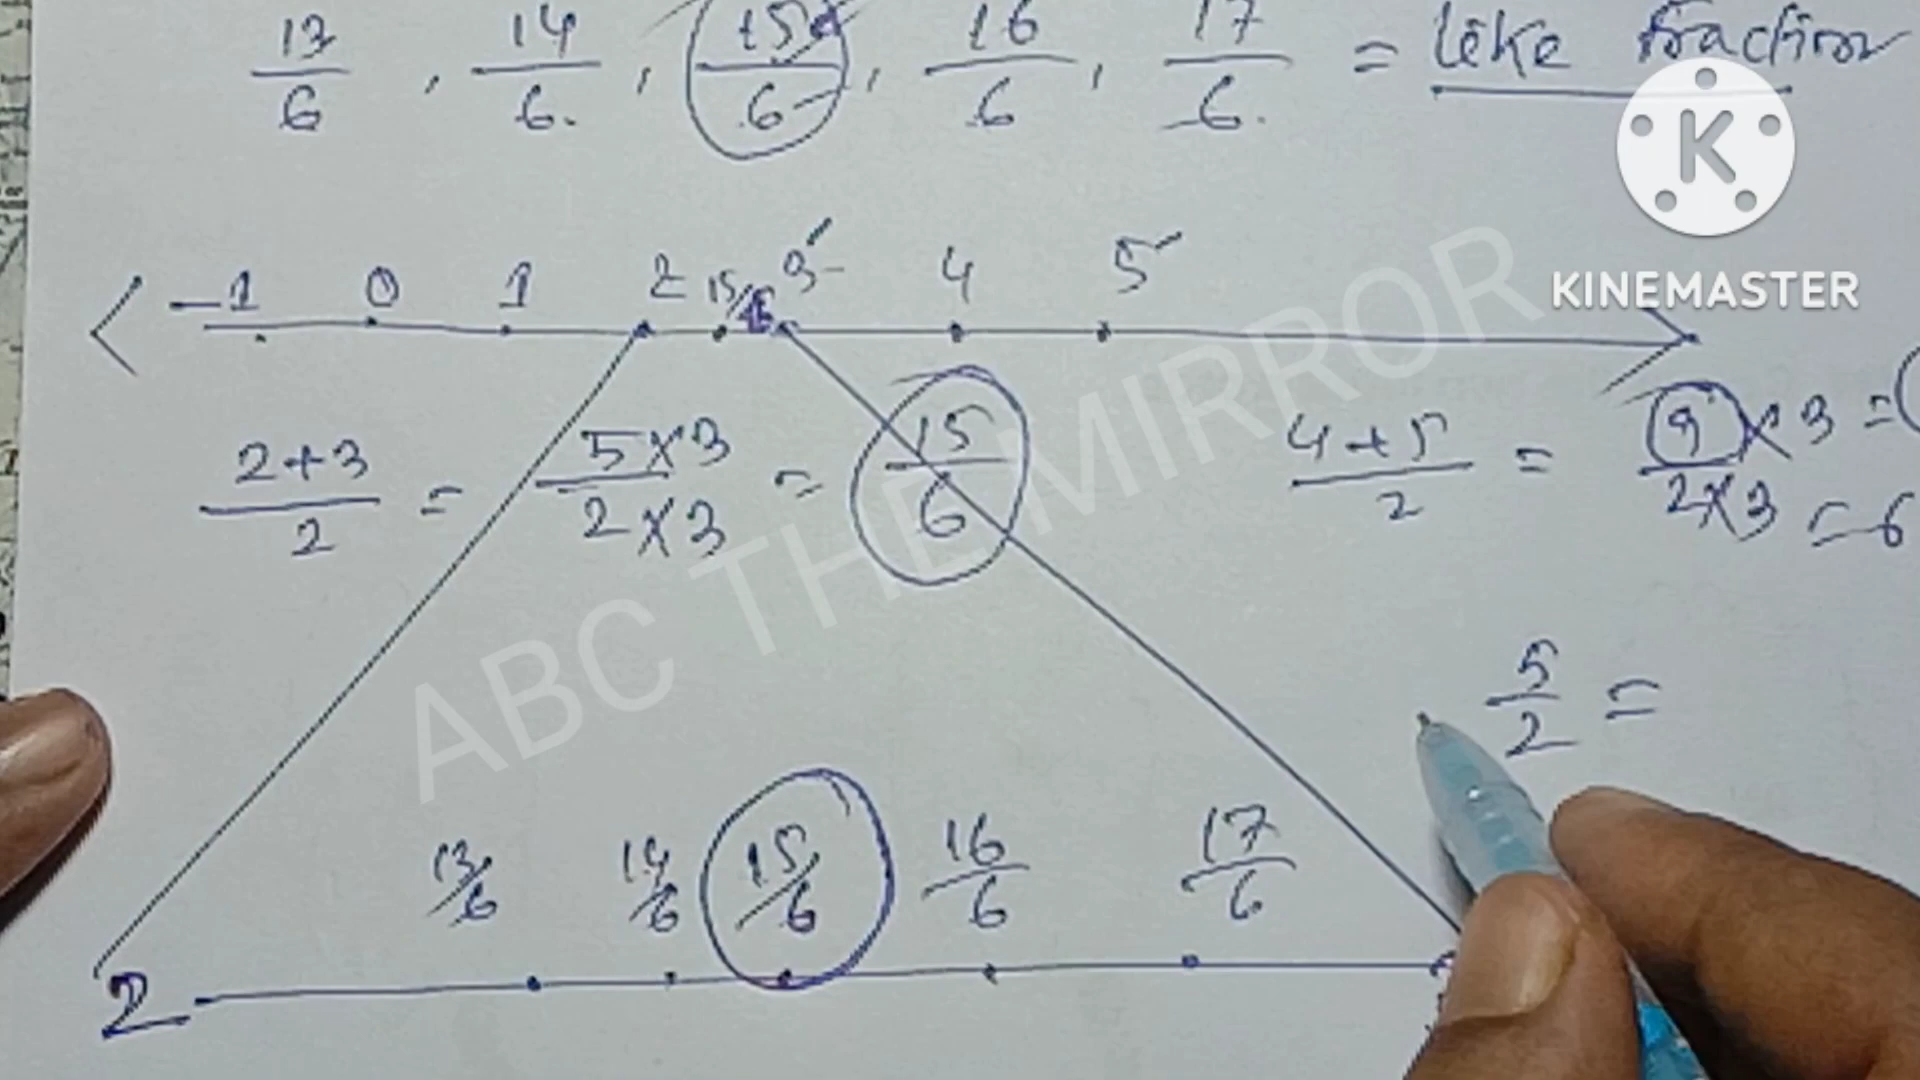 13/6 , 14/6 , 15/6 , 16/6 , 17/6 = like fraction
KINEMASTER
-1 0 1 2 15/6 3 4 5
(2+3)/2 = (5×3)/(2×3) = 15/6
(4+5)/2 = (9×3)/(2×3) = = 6
ABC THE MIRROR
5/2 =
13/6 14/6 15/6 16/6 17/6
2